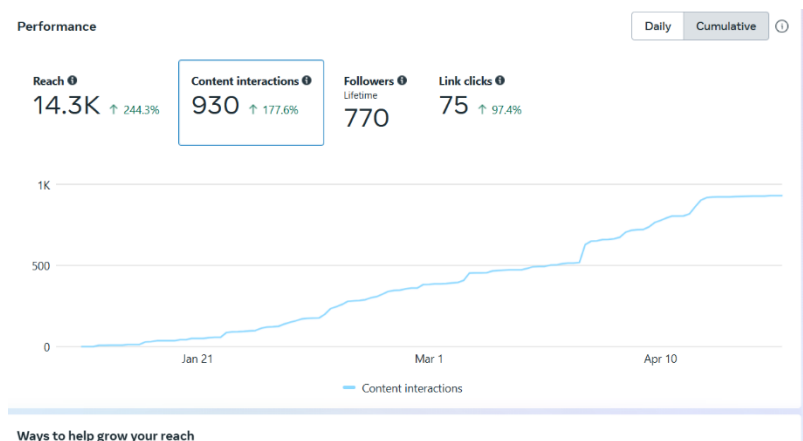 Performance
Daily
Cumulative
Reach
14.3K ↑ 244.3%
Content interactions
930 ↑ 177.6%
Followers
Lifetime
770
Link clicks
75 ↑ 97.4%
1K
500
0
Jan 21
Mar 1
Apr 10
Content interactions
Ways to help grow your reach